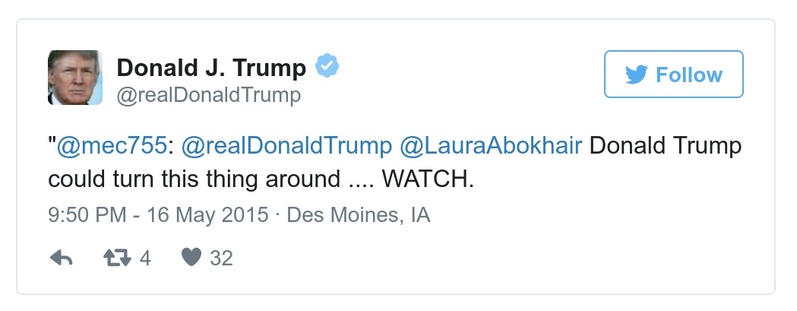 Donald J. Trump
@realDonaldTrump
Follow
"@mec755: @realDonaldTrump @LauraAbokhair Donald Trump
could turn this thing around .... WATCH.
9:50 PM - 16 May 2015 · Des Moines, IA
4 32